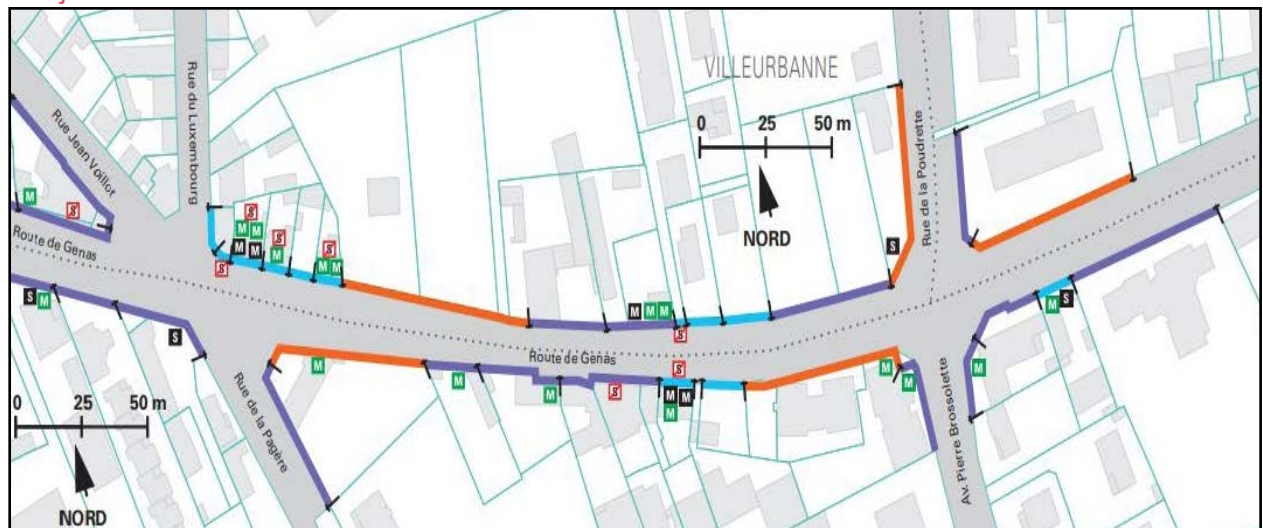 VILLEURBANNE
0 25 50 m
NORD
Rue Jean Voillot
Rue du Luxembourg
Rue de la Poudrette
M
S
Route de Genas
S
M M
M M
S
M
S
M M
S
S
M
S
M M M
S
S
M S
Route de Genas
S
M
M
M
S
M M
M
M
M
M
Rue de la Pagère
Av. Pierre Brossolette
0 25 50 m
NORD